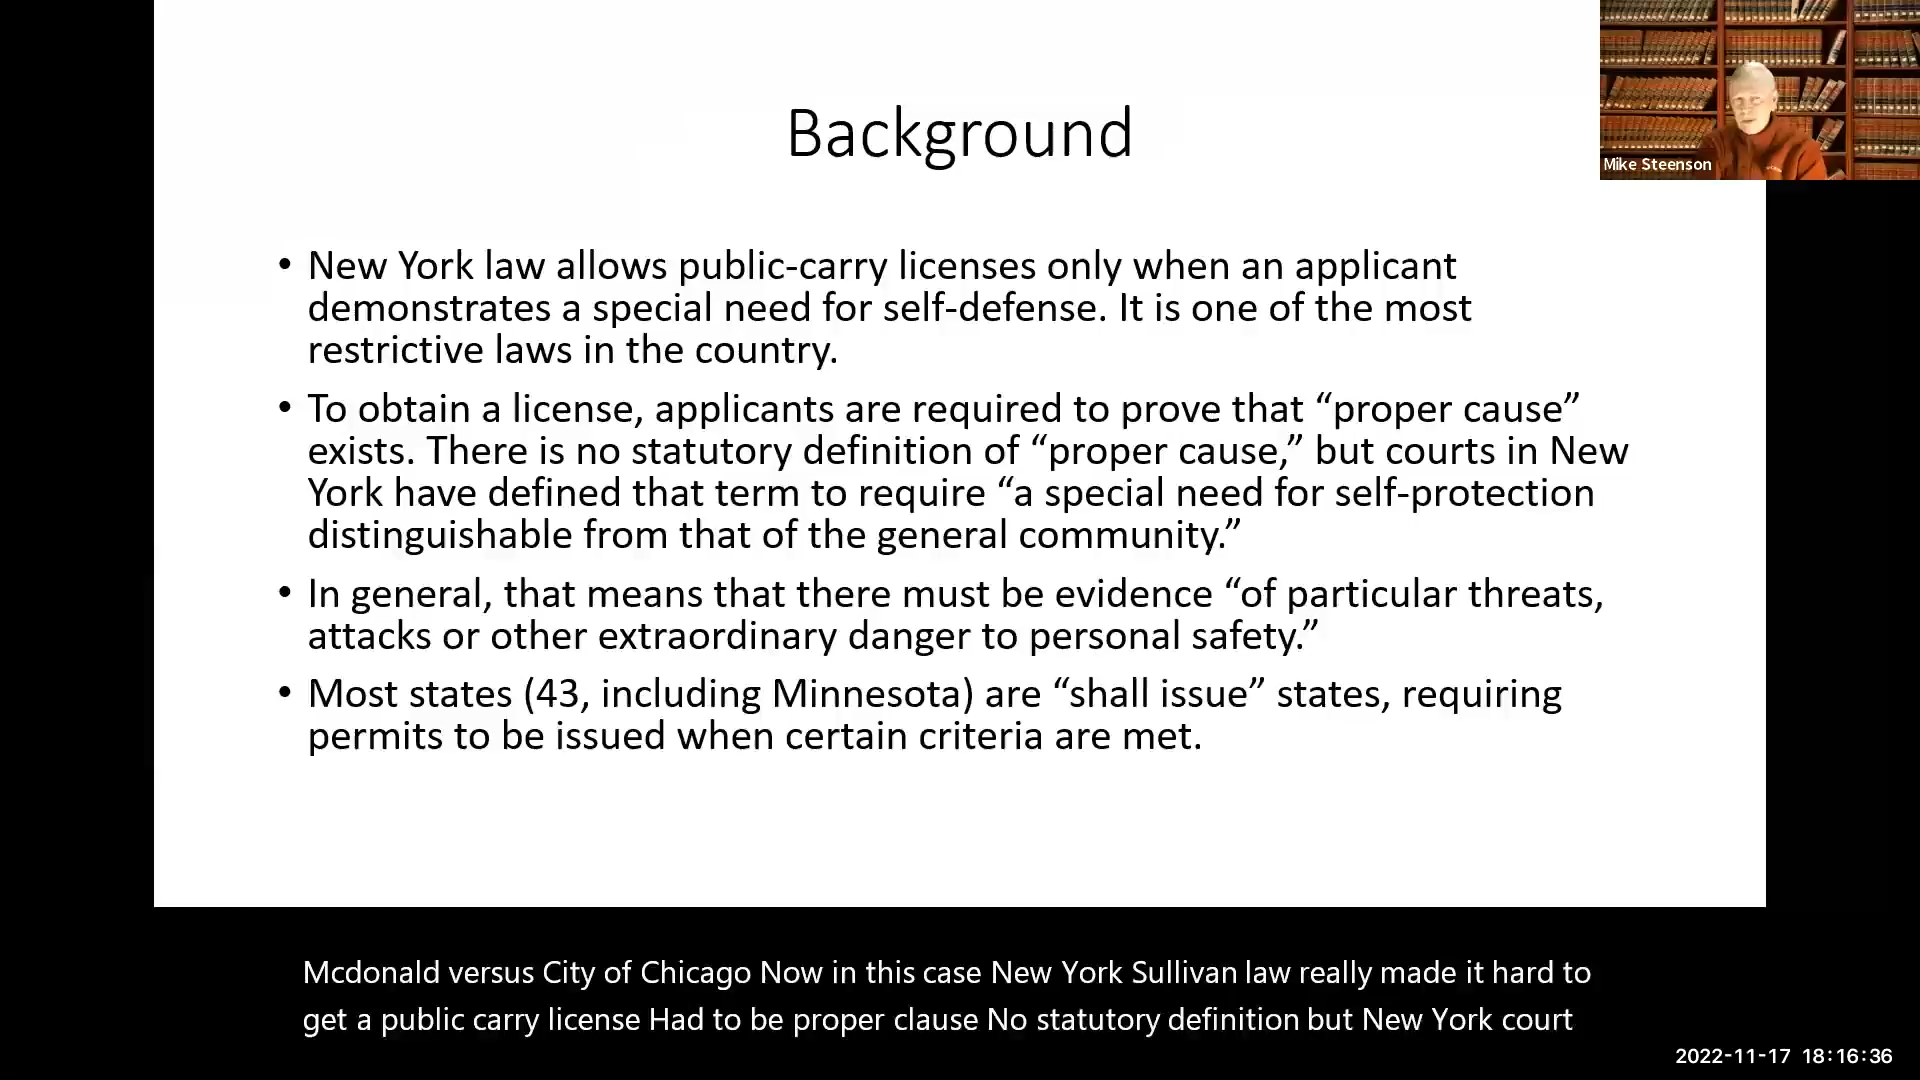 Background
Mike Steenson
• New York law allows public-carry licenses only when an applicant
demonstrates a special need for self-defense. It is one of the most
restrictive laws in the country.
• To obtain a license, applicants are required to prove that “proper cause”
exists. There is no statutory definition of “proper cause,” but courts in New
York have defined that term to require “a special need for self-protection
distinguishable from that of the general community.”
• In general, that means that there must be evidence “of particular threats,
attacks or other extraordinary danger to personal safety.”
• Most states (43, including Minnesota) are “shall issue” states, requiring
permits to be issued when certain criteria are met.
Mcdonald versus City of Chicago Now in this case New York Sullivan law really made it hard to
get a public carry license Had to be proper clause No statutory definition but New York court
2022-11-17 18:16:36